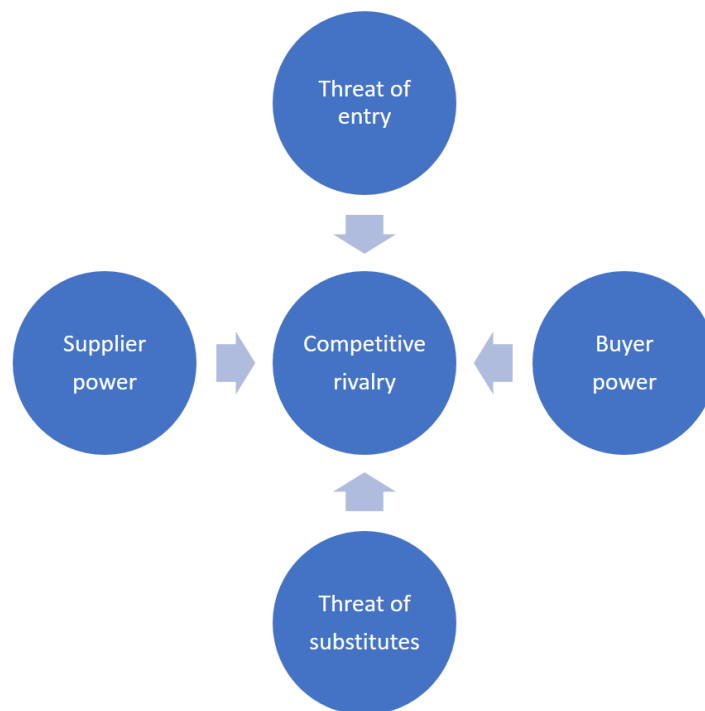 Threat of
entry
Supplier
power
Competitive
rivalry
Buyer
power
Threat of
substitutes